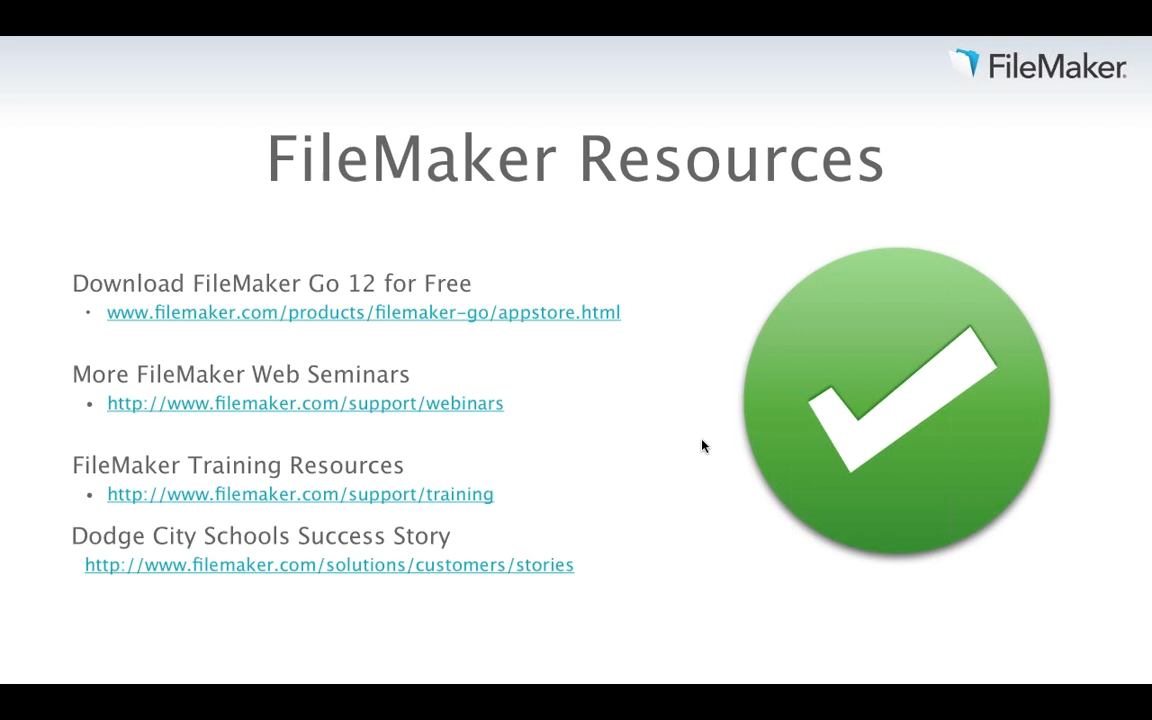 FileMaker.
FileMaker Resources
Download FileMaker Go 12 for Free
• www.filemaker.com/products/filemaker-go/appstore.html
More FileMaker Web Seminars
• http://www.filemaker.com/support/webinars
FileMaker Training Resources
• http://www.filemaker.com/support/training
Dodge City Schools Success Story
http://www.filemaker.com/solutions/customers/stories